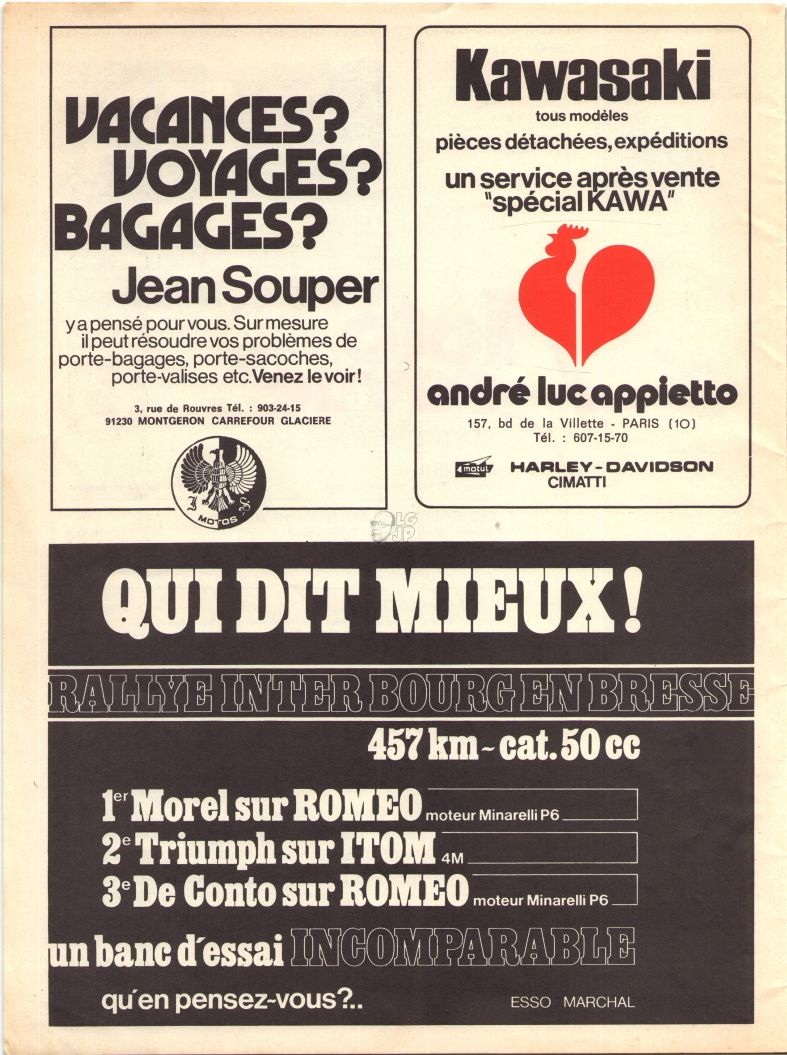 VACANCES?
VOYAGES?
BAGAGES?
Jean Souper
y a pensé pour vous. Sur mesure
il peut résoudre vos problèmes de
porte-bagages, porte-sacoches,
porte-valises etc. Venez le voir!
3, rue de Rouvres Tél. : 903-24-15
91230 MONTGERON CARREFOUR GLACIERE
J S
MOTOS
Kawasaki
tous modèles
pièces détachées, expéditions
un service après vente
"spécial KAWA"
andré luc appietto
157, bd de la Villette - PARIS (10)
Tél. : 607-15-70
motul HARLEY-DAVIDSON
CIMATTI
LG
JP
QUI DIT MIEUX!
RALLYE INTER BOURG EN BRESSE
457 km ~ cat. 50 cc
1er Morel sur ROMEO moteur Minarelli P6
2e Triumph sur ITOM 4M
3e De Conto sur ROMEO moteur Minarelli P6
un banc d'essai INCOMPARABLE
qu'en pensez-vous?..
ESSO MARCHAL